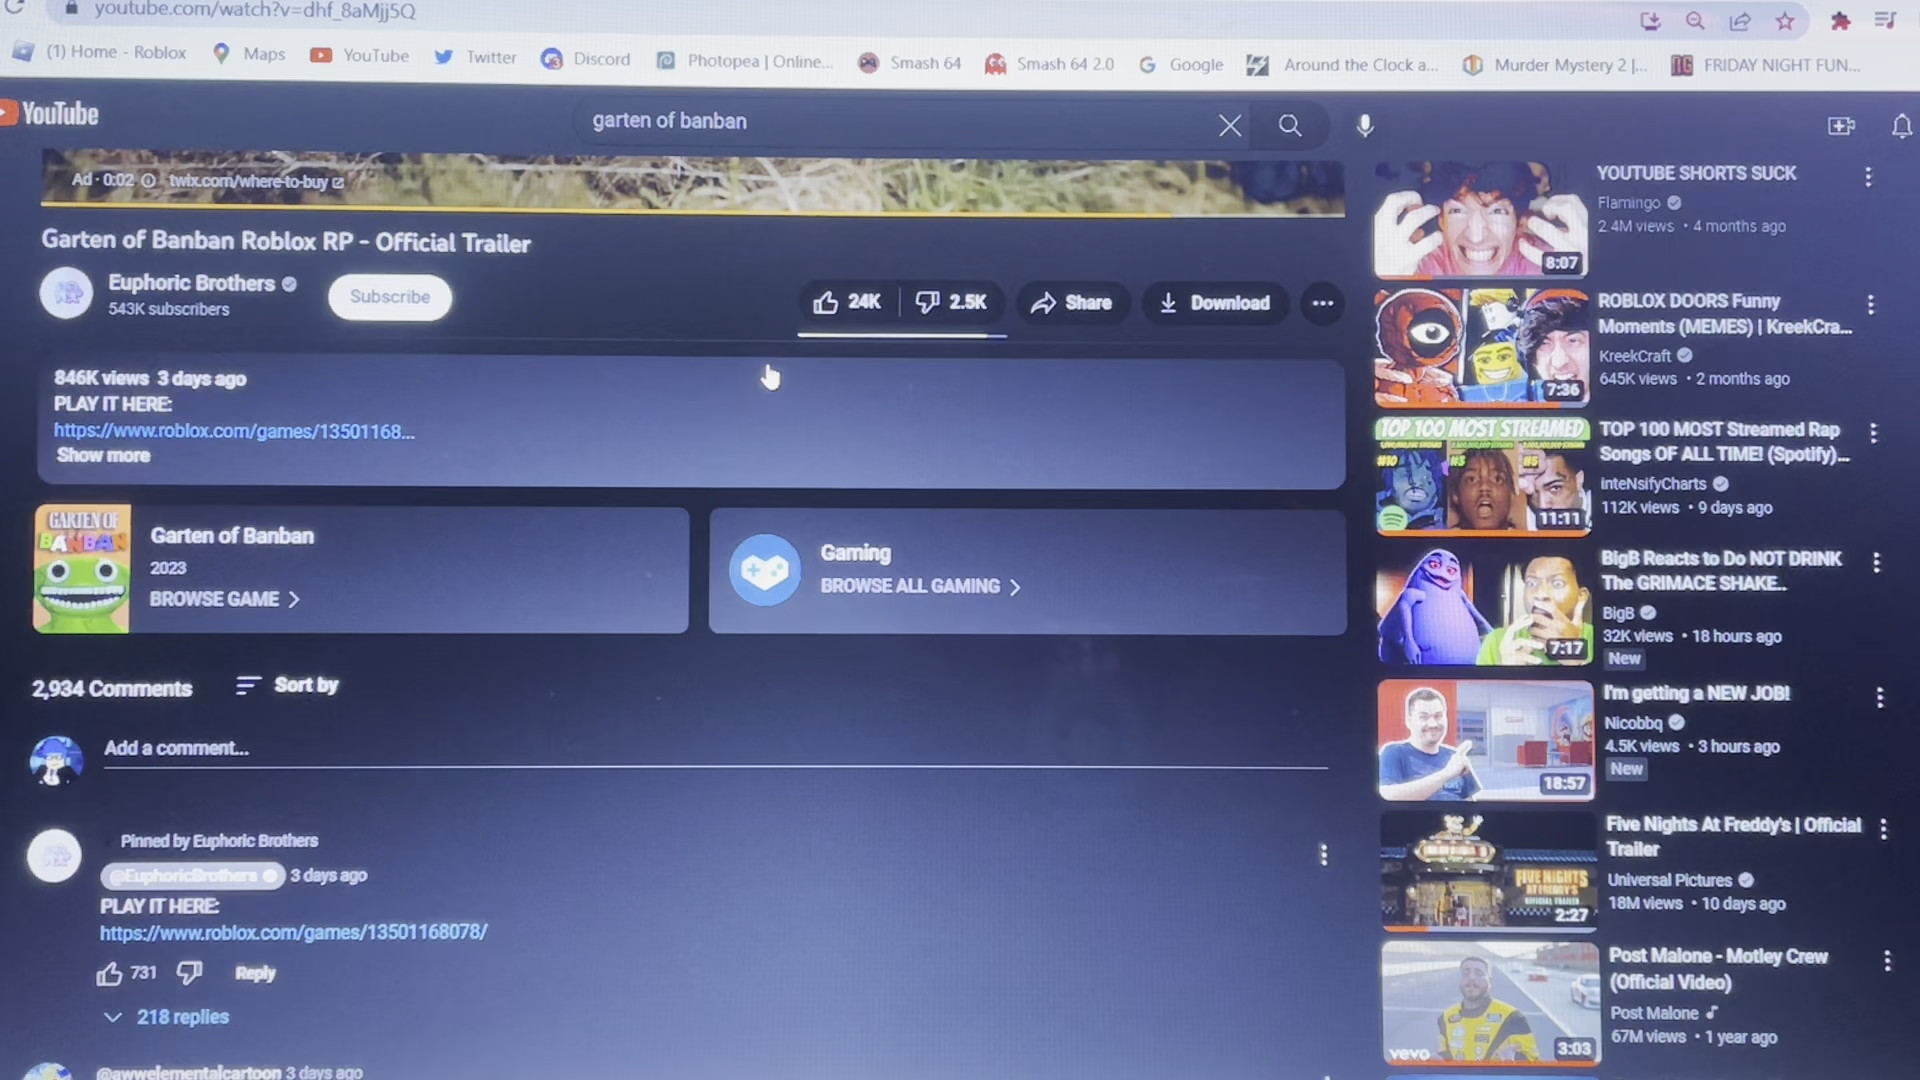 youtube.com/watch?v=dhf_8aMjj5Q
(1) Home - Roblox
Maps
YouTube
Twitter
Discord
Photopea | Online...
Smash 64
Smash 64 2.0
Google
Around the Clock a...
Murder Mystery 2 |...
FRIDAY NIGHT FUN...
YouTube
garten of banban
Ad · 0:02 twix.com/where-to-buy
Garten of Banban Roblox RP - Official Trailer
Euphoric Brothers
543K subscribers
Subscribe
24K
2.5K
Share
Download
846K views 3 days ago
PLAY IT HERE:
https://www.roblox.com/games/13501168...
Show more
GARTEN OF
BANBAN
Garten of Banban
2023
BROWSE GAME
Gaming
BROWSE ALL GAMING
2,934 Comments
Sort by
Add a comment...
Pinned by Euphoric Brothers
@EuphoricBrothers 3 days ago
PLAY IT HERE:
https://www.roblox.com/games/13501168078/
731
Reply
218 replies
@awwelementalcartoon 3 days ago
YOUTUBE SHORTS SUCK
Flamingo
2.4M views • 4 months ago
8:07
ROBLOX DOORS Funny
Moments (MEMES) | KreekCra...
KreekCraft
645K views • 2 months ago
7:36
TOP 100 MOST STREAMED
#10
#3
#5
11:11
TOP 100 MOST Streamed Rap
Songs OF ALL TIME! (Spotify)...
inteNsifyCharts
112K views • 9 days ago
BigB Reacts to Do NOT DRINK
The GRIMACE SHAKE..
BigB
32K views • 18 hours ago
New
7:17
I'm getting a NEW JOB!
Nicobbq
4.5K views • 3 hours ago
New
18:57
Five Nights At Freddy's | Official
Trailer
Universal Pictures
18M views • 10 days ago
FIVE NIGHTS
AT FREDDY'S
OFFICIAL TRAILER
2:27
Post Malone - Motley Crew
(Official Video)
Post Malone
67M views • 1 year ago
vevo
3:03